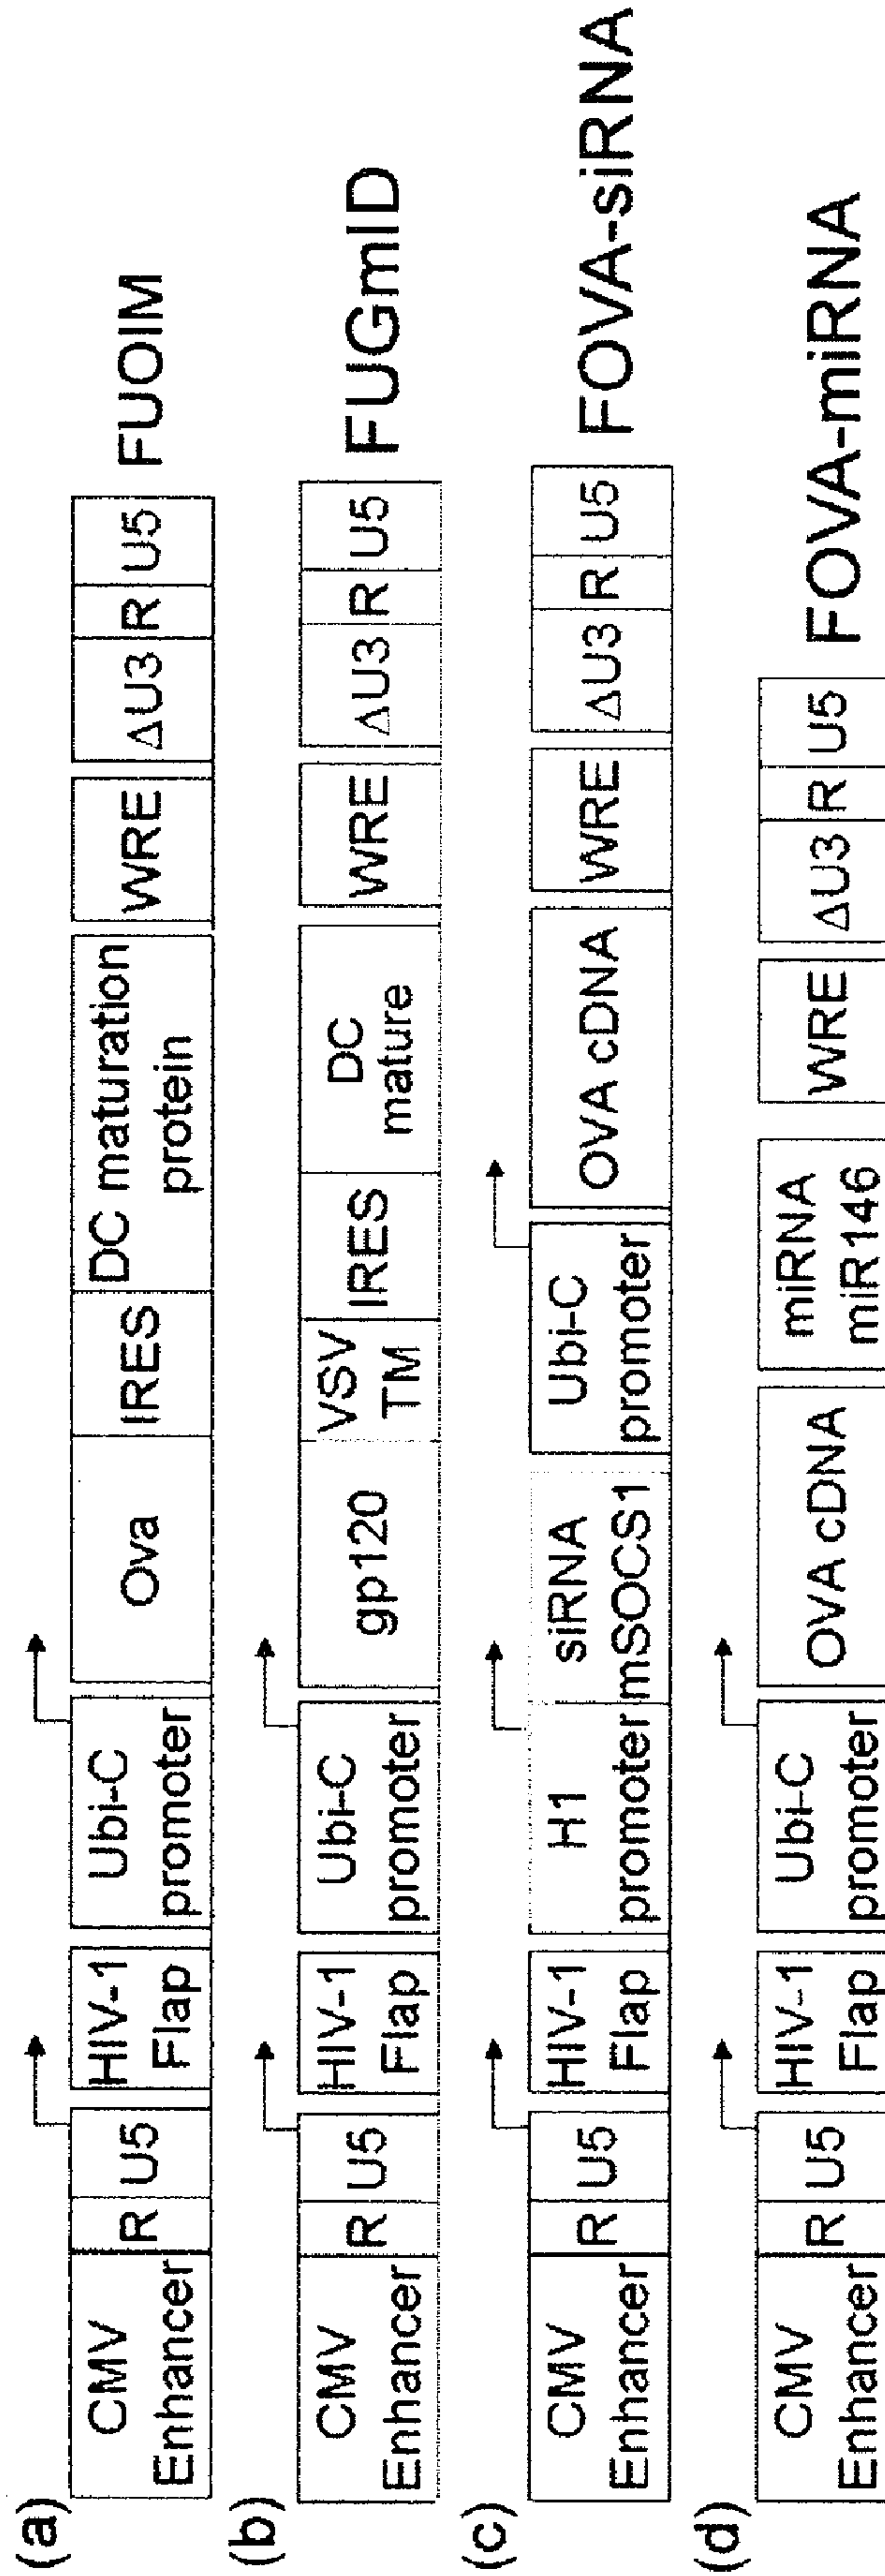 (a)
CMV
Enhancer
R
U5
HIV-1
Flap
Ubi-C
promoter
Ova
IRES
DC maturation
protein
WRE
ΔU3
R
U5
FUOIM
(b)
CMV
Enhancer
R
U5
HIV-1
Flap
Ubi-C
promoter
gp120
VSV
TM
IRES
DC
mature
WRE
ΔU3
R
U5
FUGmID
(c)
CMV
Enhancer
R
U5
HIV-1
Flap
H1
promoter
siRNA
mSOCS1
Ubi-C
promoter
OVA cDNA
WRE
ΔU3
R
U5
FOVA-siRNA
(d)
CMV
Enhancer
R
U5
HIV-1
Flap
Ubi-C
promoter
OVA cDNA
miRNA
miR146
WRE
ΔU3
R
U5
FOVA-miRNA